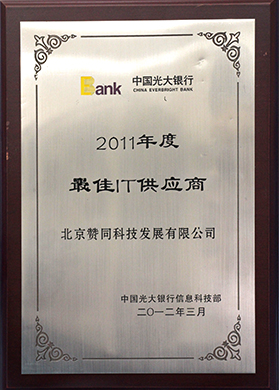 Bank 中国光大银行
CHINA EVERBRIGHT BANK
2011年度
最佳IT供应商
北京赞同科技发展有限公司
中国光大银行信息科技部
二〇一二年三月